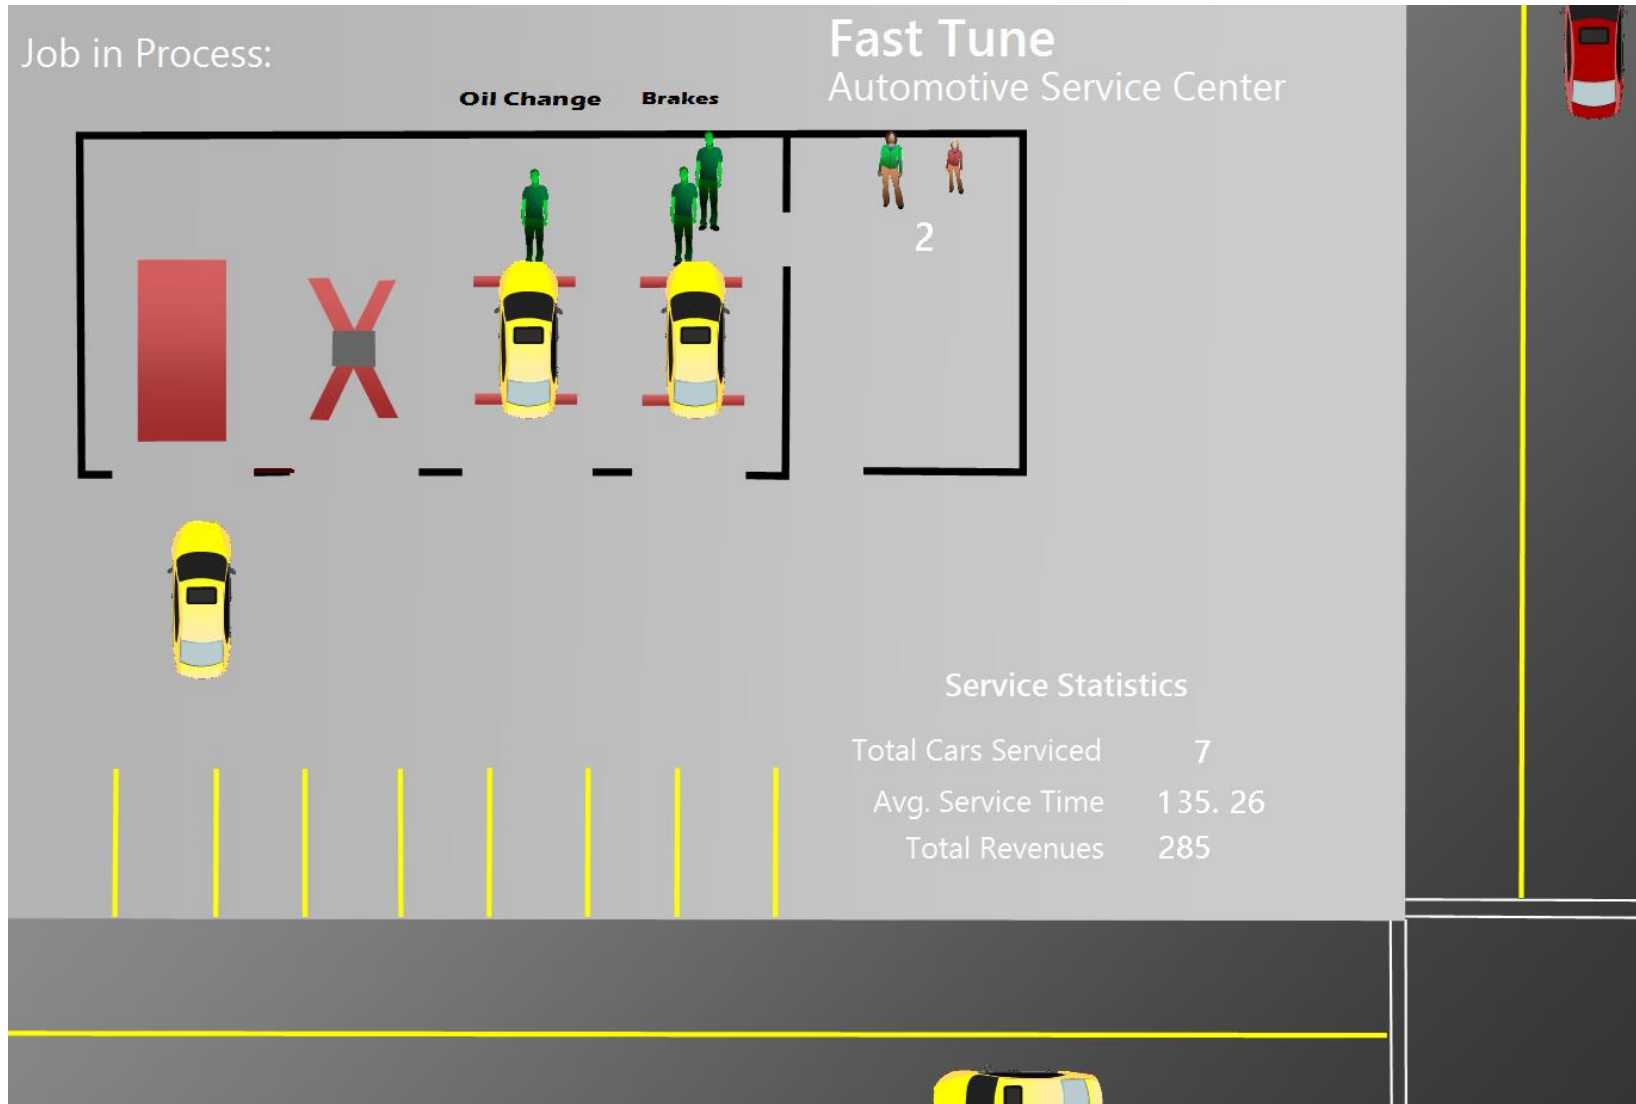 Job in Process:
Fast Tune
Automotive Service Center
Oil Change
Brakes
2
Service Statistics
Total Cars Serviced 7
Avg. Service Time 135. 26
Total Revenues 285